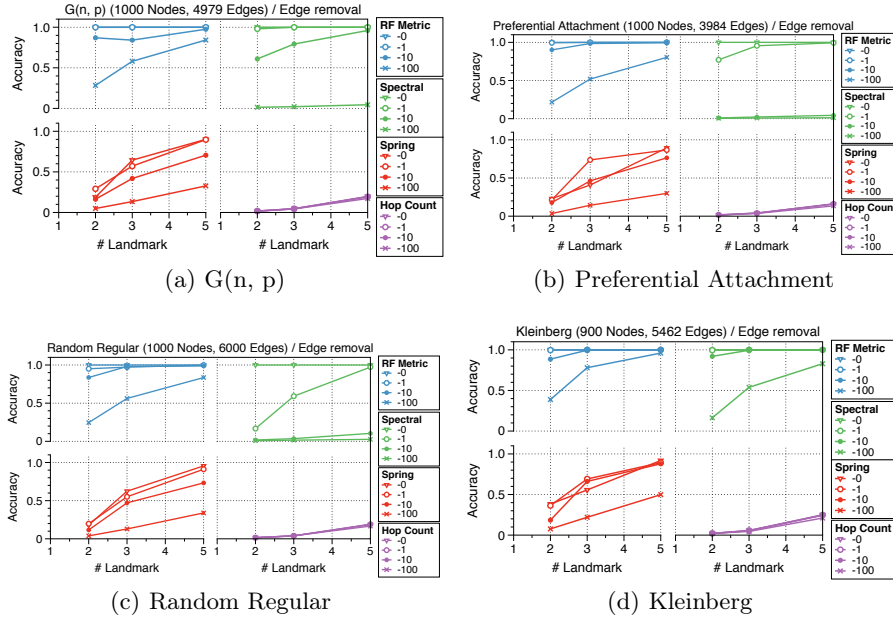 G(n, p) (1000 Nodes, 4979 Edges) / Edge removal
1.0
0.5
0
Accuracy
1.0
0.5
0
Accuracy
1 2 3 4 5 1 2 3 4 5
# Landmark # Landmark
RF Metric
-0
-1
-10
-100
Spectral
-0
-1
-10
-100
Spring
-0
-1
-10
-100
Hop Count
-0
-1
-10
-100
(a) G(n, p)
Preferential Attachment (1000 Nodes, 3984 Edges) / Edge removal
1.0
0.5
0
Accuracy
1.0
0.5
0
Accuracy
1 2 3 4 5 1 2 3 4 5
# Landmark # Landmark
RF Metric
-0
-1
-10
-100
Spectral
-0
-1
-10
-100
Spring
-0
-1
-10
-100
Hop Count
-0
-1
-10
-100
(b) Preferential Attachment
Random Regular (1000 Nodes, 6000 Edges) / Edge removal
1.0
0.5
0
Accuracy
1.0
0.5
0
Accuracy
1 2 3 4 5 1 2 3 4 5
# Landmark # Landmark
RF Metric
-0
-1
-10
-100
Spectral
-0
-1
-10
-100
Spring
-0
-1
-10
-100
Hop Count
-0
-1
-10
-100
(c) Random Regular
Kleinberg (900 Nodes, 5462 Edges) / Edge removal
1.0
0.5
0
Accuracy
1.0
0.5
0
Accuracy
1 2 3 4 5 1 2 3 4 5
# Landmark # Landmark
RF Metric
-0
-1
-10
-100
Spectral
-0
-1
-10
-100
Spring
-0
-1
-10
-100
Hop Count
-0
-1
-10
-100
(d) Kleinberg